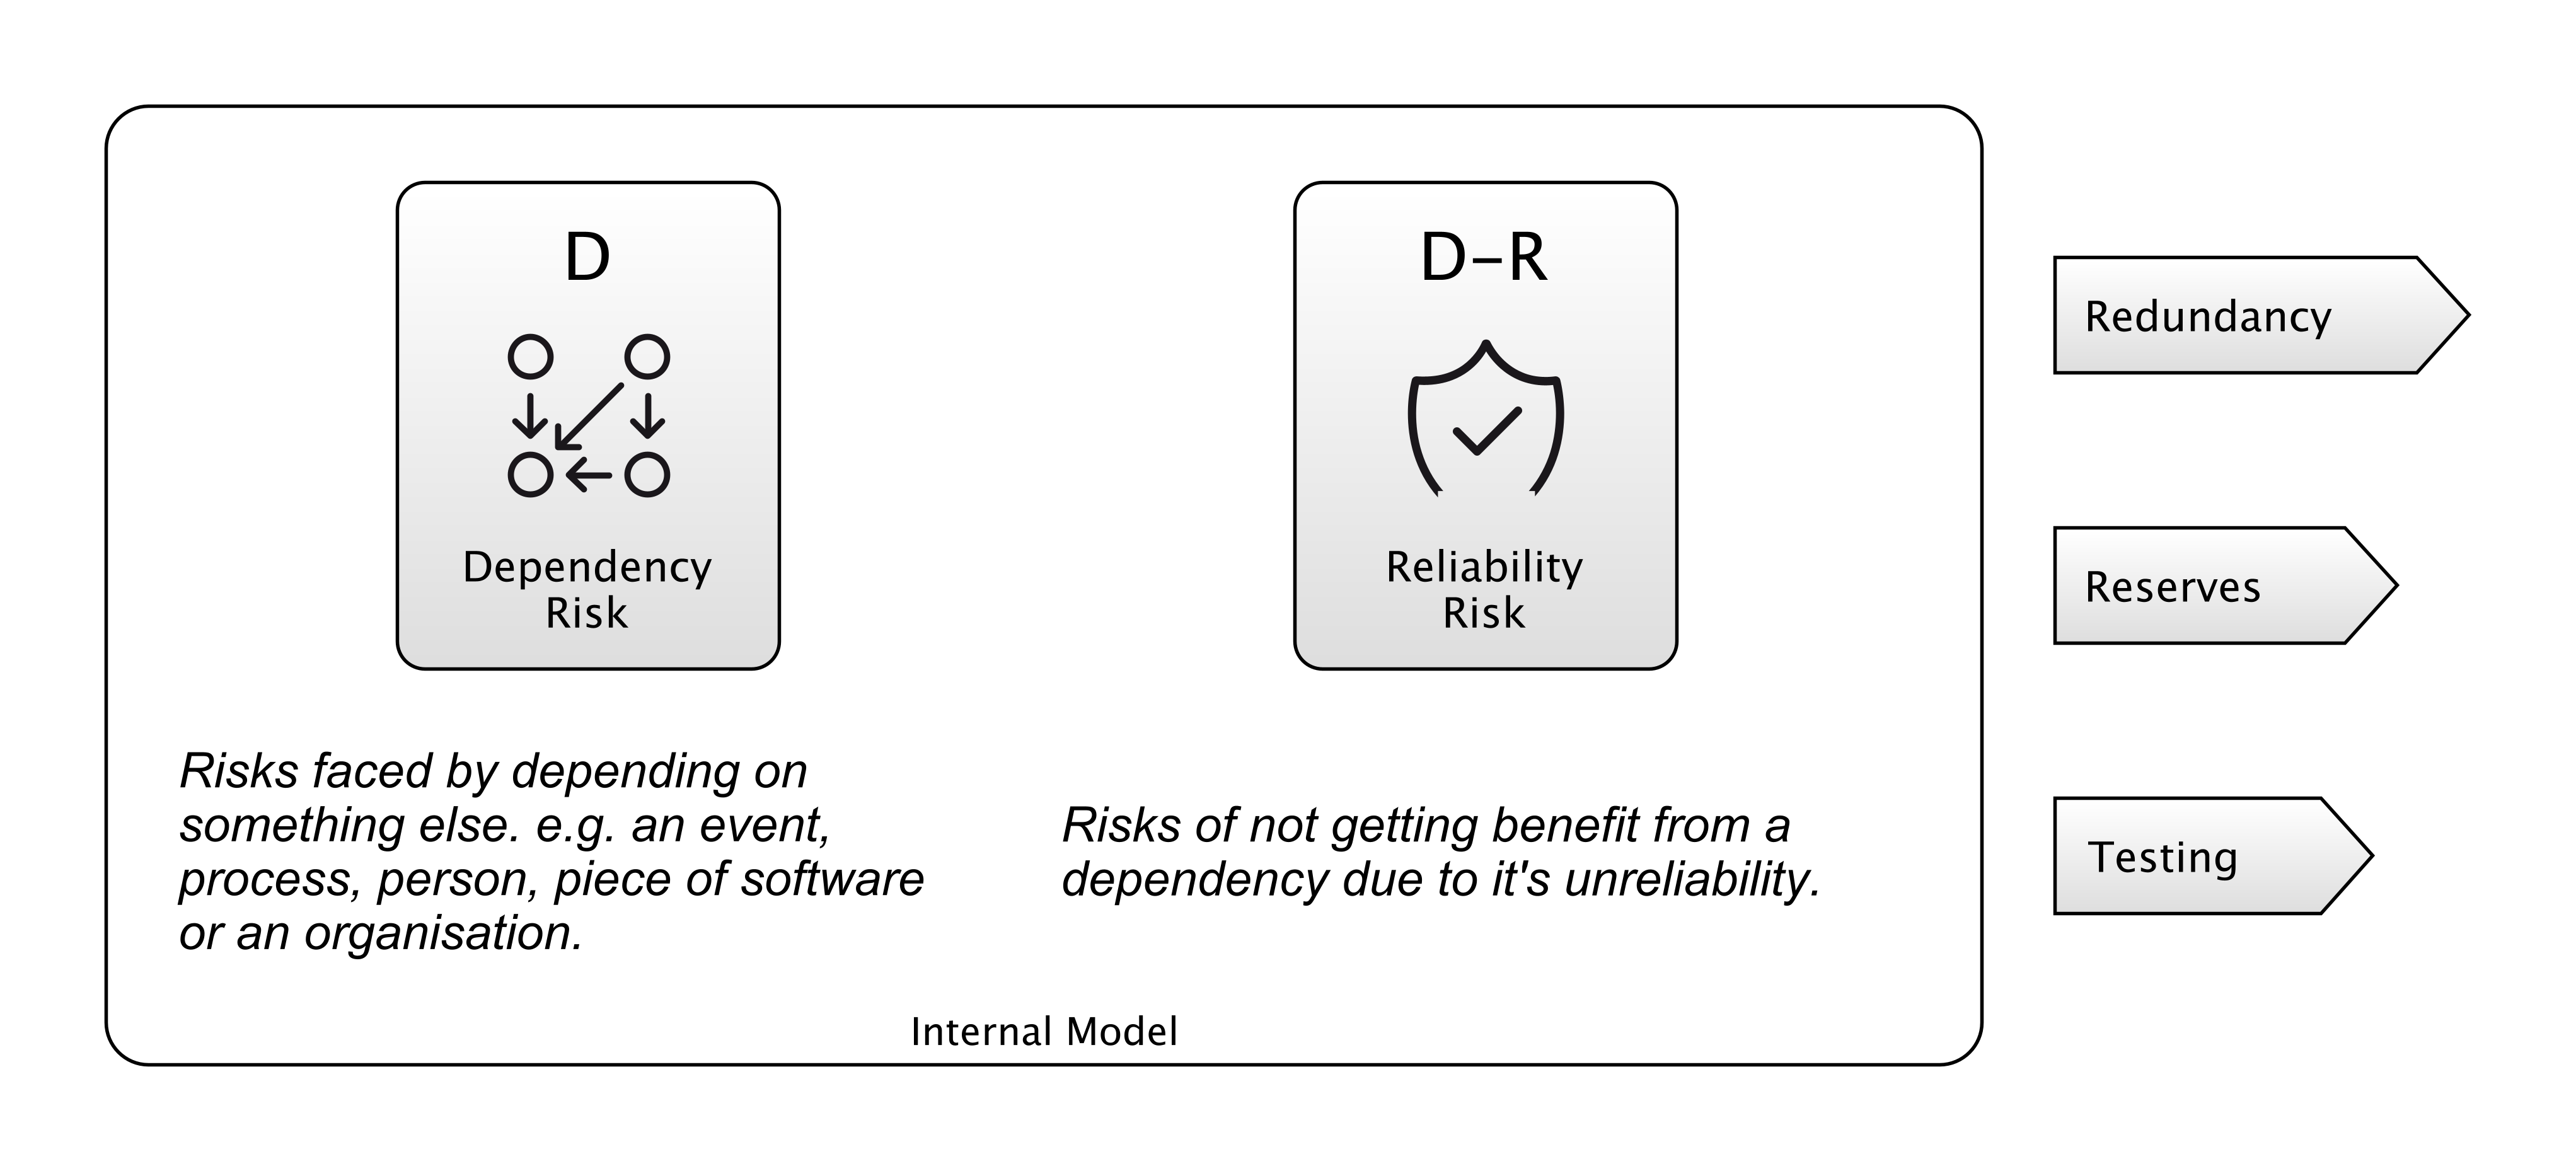 D
Dependency
Risk
Risks faced by depending on
something else. e.g. an event,
process, person, piece of software
or an organisation.
D–R
Reliability
Risk
Risks of not getting benefit from a
dependency due to it's unreliability.
Internal Model
Redundancy
Reserves
Testing